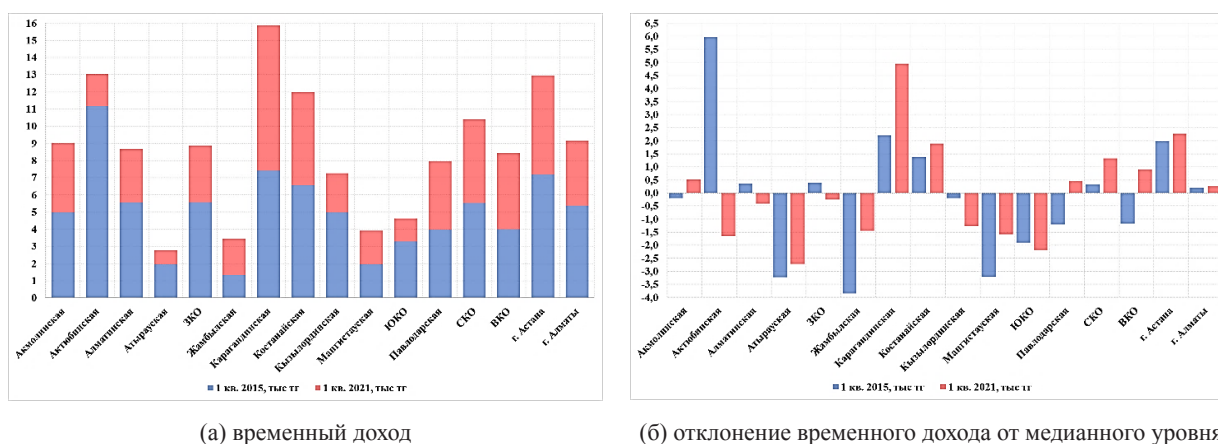 16
15
14
13
12
11
10
9
8
7
6
5
4
3
2
1
0
Акмолинская
Актюбинская
Алматинская
Атырауская
ЗКО
Жамбылская
Карагандинская
Костанайская
Кызылординская
Мангистауская
ЮКО
Павлодарская
СКО
ВКО
г. Астана
г. Алматы
1 кв. 2015, тыс тг 1 кв. 2021, тыс тг
6,5
6,0
5,5
5,0
4,5
4,0
3,5
3,0
2,5
2,0
1,5
1,0
0,5
0,0
-0,5
-1,0
-1,5
-2,0
-2,5
-3,0
-3,5
-4,0
Акмолинская
Актюбинская
Алматинская
Атырауская
ЗКО
Жамбылская
Карагандинская
Костанайская
Кызылординская
Мангистауская
ЮКО
Павлодарская
СКО
ВКО
г. Астана
г. Алматы
1 кв. 2015, тыс тг 1 кв. 2021, тыс тг
(а) временный доход
(б) отклонение временного дохода от медианного уровня